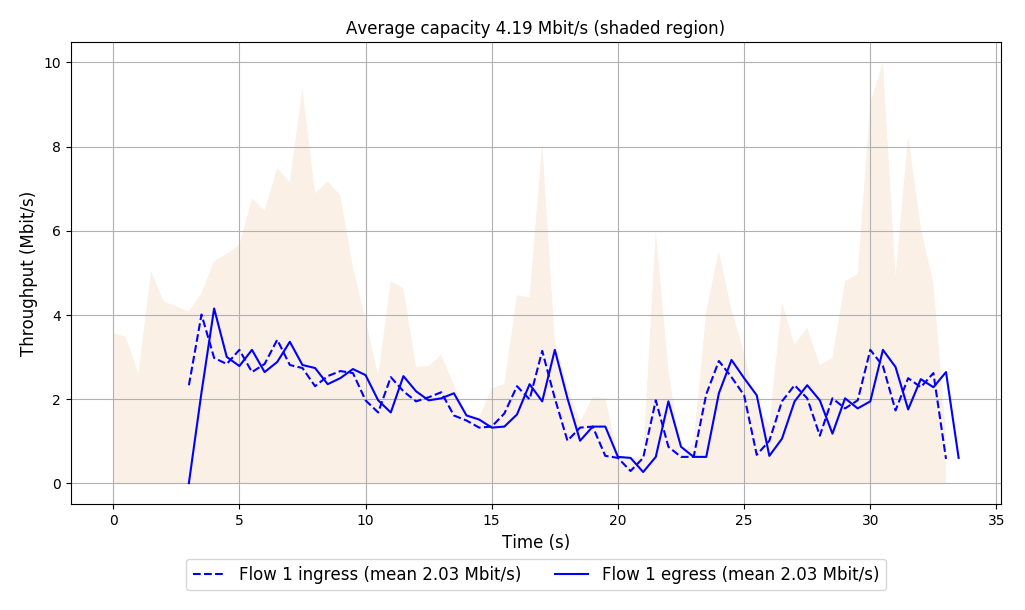 Average capacity 4.19 Mbit/s (shaded region)
Throughput (Mbit/s)
10
8
6
4
2
0
0 5 10 15 20 25 30 35
Time (s)
Flow 1 ingress (mean 2.03 Mbit/s) Flow 1 egress (mean 2.03 Mbit/s)